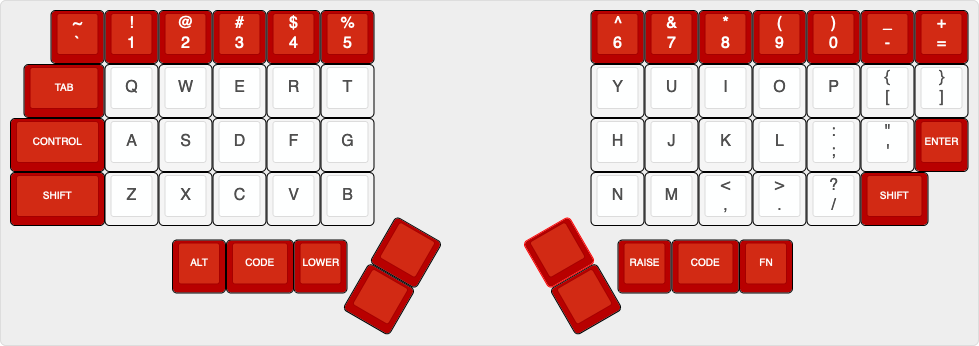 ~ ! @ # $ % ^ & * ( ) _ +
` 1 2 3 4 5 6 7 8 9 0 - =
TAB Q W E R T Y U I O P { }
[ ]
CONTROL A S D F G H J K L : " ENTER
; '
SHIFT Z X C V B N M < > ? SHIFT
, . /
ALT CODE LOWER RAISE CODE FN